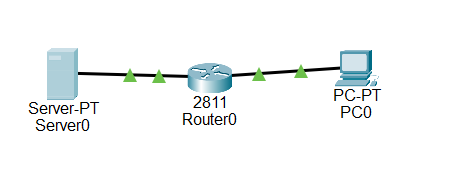 Server-PT
Server0
2811
Router0
PC-PT
PC0